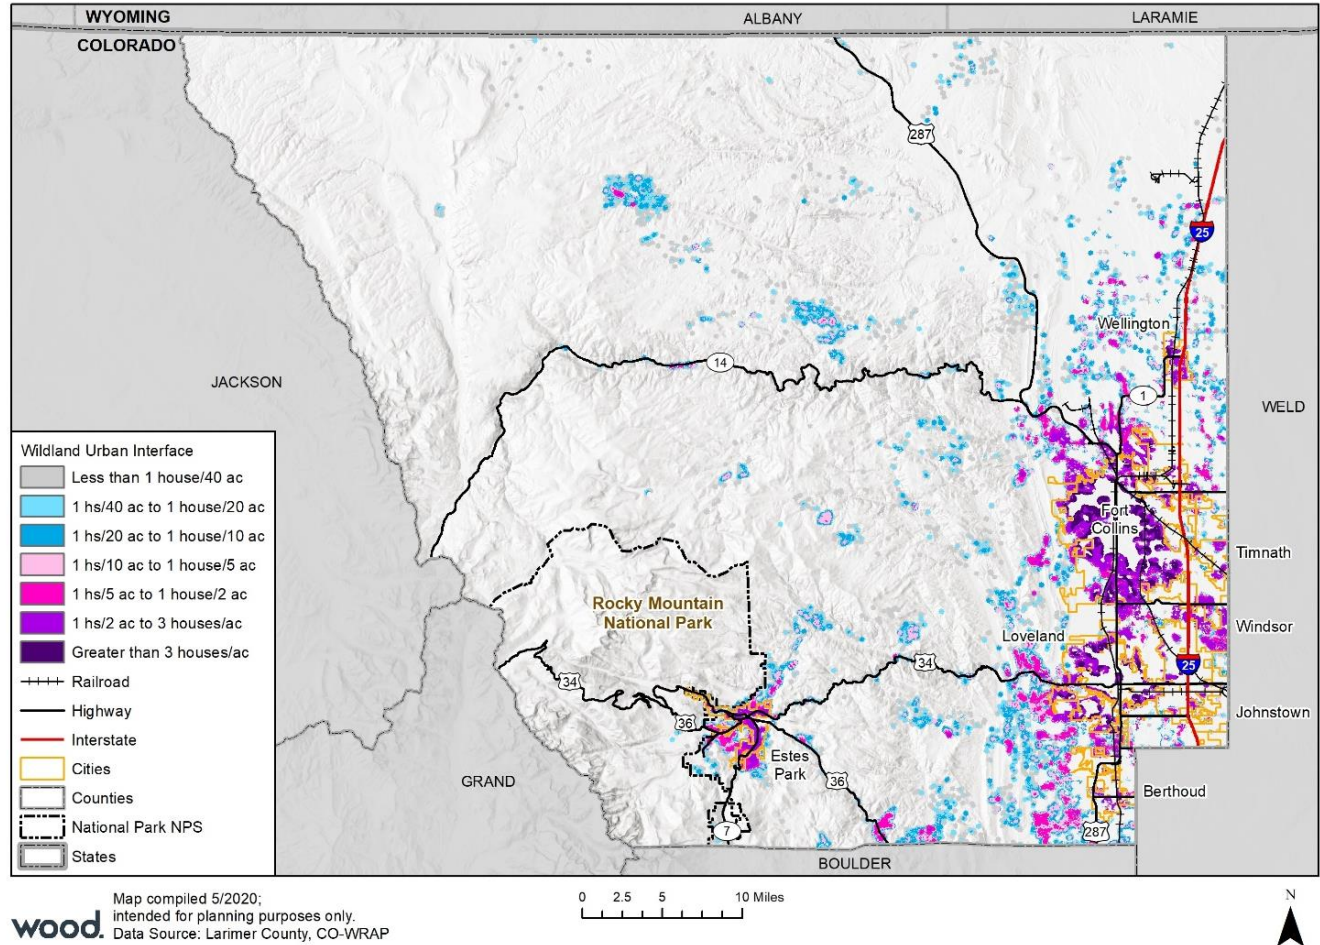 WYOMING
ALBANY
LARAMIE
COLORADO
287
25
Wellington
14
JACKSON
1
WELD
Wildland Urban Interface
Less than 1 house/40 ac
1 hs/40 ac to 1 house/20 ac
1 hs/20 ac to 1 house/10 ac
1 hs/10 ac to 1 house/5 ac
1 hs/5 ac to 1 house/2 ac
1 hs/2 ac to 3 houses/ac
Greater than 3 houses/ac
Railroad
Highway
Interstate
Cities
Counties
National Park NPS
States
Fort
Collins
Timnath
Rocky Mountain
National Park
Windsor
Loveland
34
25
34
36
Johnstown
Estes
Park
GRAND
36
Berthoud
7
287
BOULDER
wood.
Map compiled 5/2020;
intended for planning purposes only.
Data Source: Larimer County, CO-WRAP
0 2.5 5 10 Miles
N